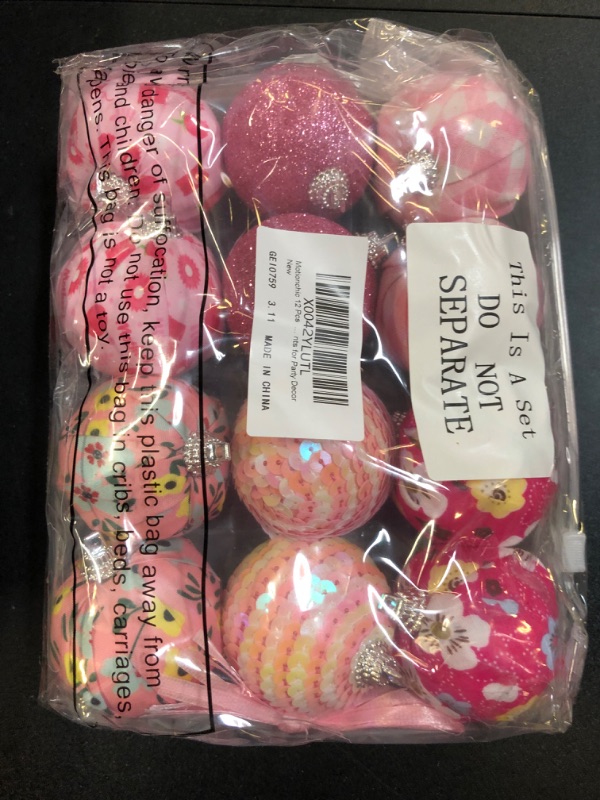 danger of suffocation, keep this plastic bag away from
and children. Do not use this bag in cribs, beds, carriages,
pens. This bag is not a toy.
X0042YLUTL
Motionchic 12 Pcs nts for Party Decor
New
GE10759 3.11 MADE IN CHINA
This Is A Set
DO NOT
SEPARATE